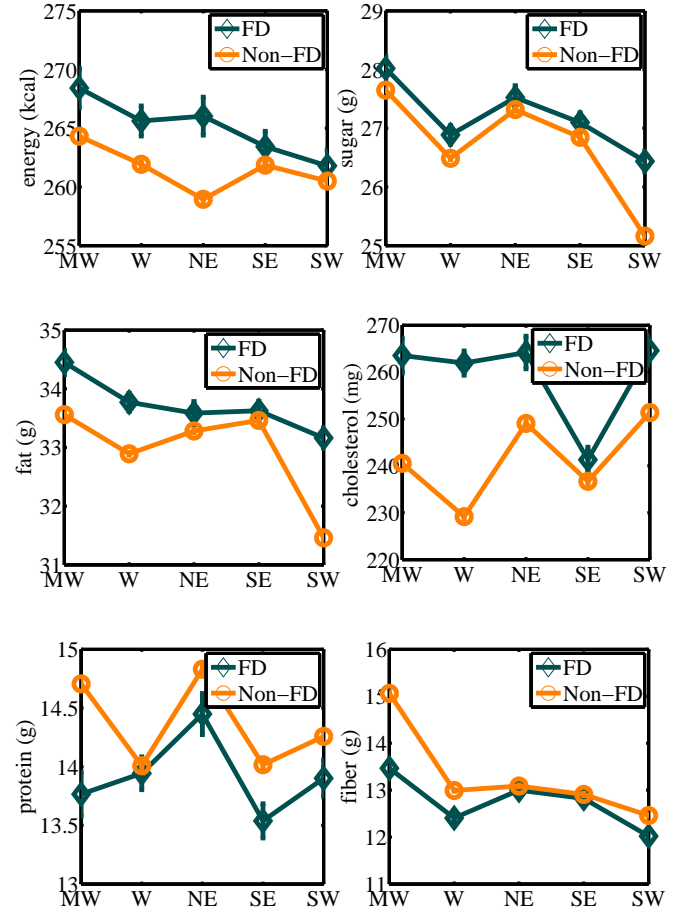 275
270
265
260
255
energy (kcal)
MW W NE SE SW
FD
Non−FD
29
28
27
26
25
sugar (g)
MW W NE SE SW
FD
Non−FD
35
34
33
32
31
fat (g)
MW W NE SE SW
FD
Non−FD
270
260
250
240
230
220
cholesterol (mg)
MW W NE SE SW
FD
Non−FD
15
14.5
14
13.5
13
protein (g)
MW W NE SE SW
FD
Non−FD
16
15
14
13
12
11
fiber (g)
MW W NE SE SW
FD
Non−FD